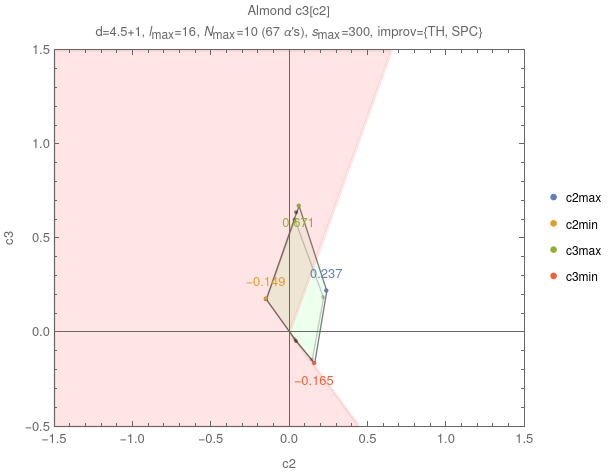 Almond c3[c2]
d=4.5+1, lmax=16, Nmax=10 (67 α's), smax=300, improv={TH, SPC}
1.5
1.0
0.5
0.0
−0.5
c3
0.671
−0.149
0.237
−0.165
−1.5 −1.0 −0.5 0.0 0.5 1.0 1.5
c2
c2max
c2min
c3max
c3min